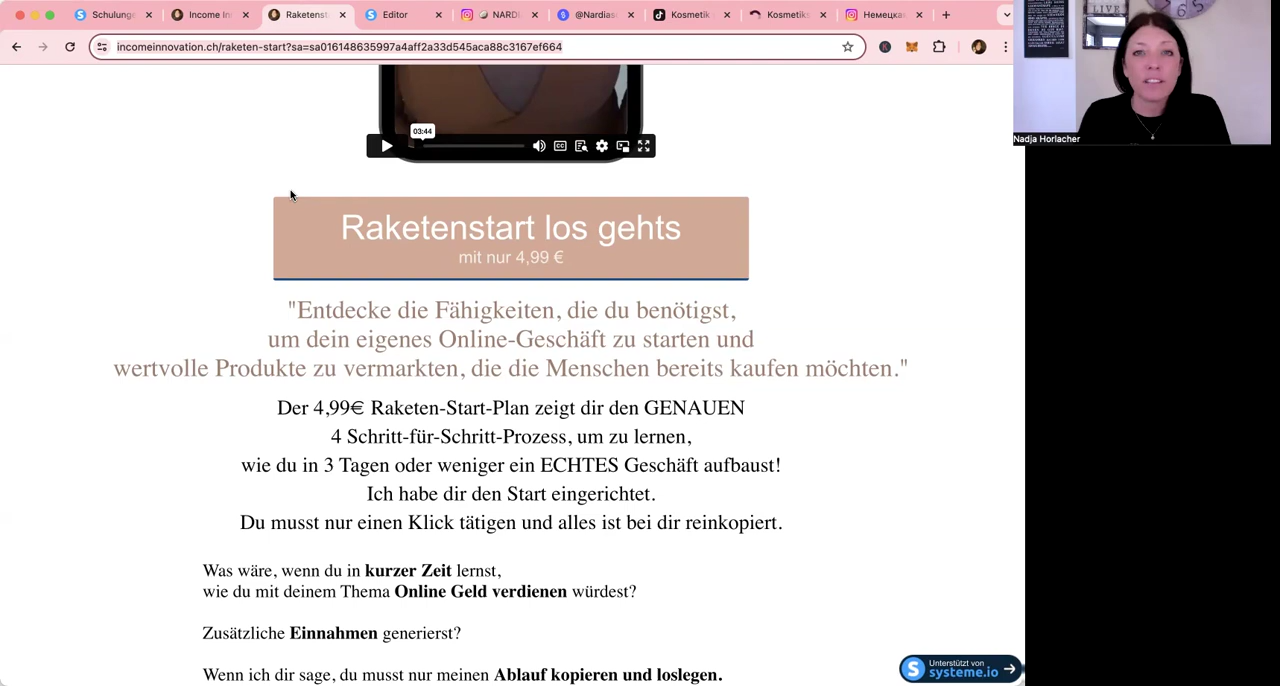 Schulung
Income In
Raketenst
Editor
NARDI
@Nardias
Kosmetik
Kosmetiks
Немецка
incomeinnovation.ch/raketen-start?sa=sa016148635997a4aff2a33d545aca88c3167ef664
LIVE
Nadja Horlacher
03:44
CC
Raketenstart los gehts
mit nur 4,99 €
"Entdecke die Fähigkeiten, die du benötigst,
um dein eigenes Online-Geschäft zu starten und
wertvolle Produkte zu vermarkten, die die Menschen bereits kaufen möchten."
Der 4,99€ Raketen-Start-Plan zeigt dir den GENAUEN
4 Schritt-für-Schritt-Prozess, um zu lernen,
wie du in 3 Tagen oder weniger ein ECHTES Geschäft aufbaust!
Ich habe dir den Start eingerichtet.
Du musst nur einen Klick tätigen und alles ist bei dir reinkopiert.
Was wäre, wenn du in kurzer Zeit lernst,
wie du mit deinem Thema Online Geld verdienen würdest?
Zusätzliche Einnahmen generierst?
Wenn ich dir sage, du musst nur meinen Ablauf kopieren und loslegen.
Unterstützt von
systeme.io